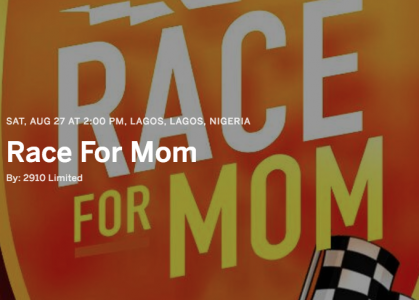 RACE
SAT, AUG 27 AT 2:00 PM, LAGOS, LAGOS, NIGERIA
Race For Mom
By: 2910 Limited
FOR MOM